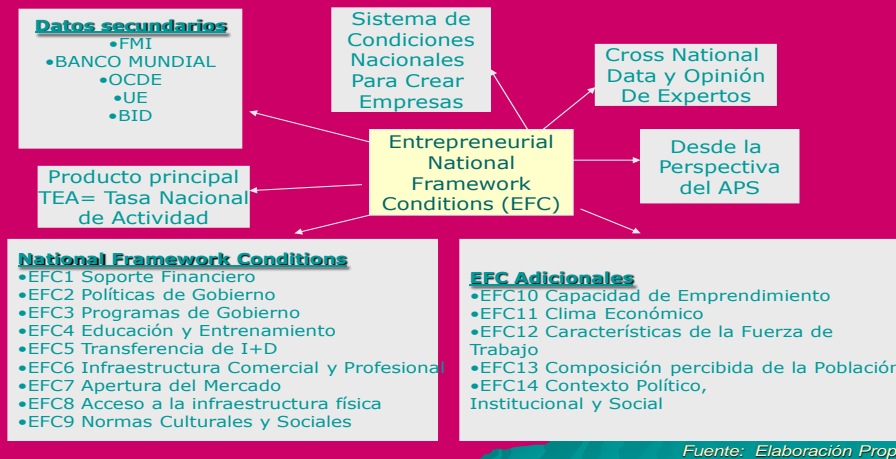 Datos secundarios
•FMI
•BANCO MUNDIAL
•OCDE
•UE
•BID
Sistema de
Condiciones
Nacionales
Para Crear
Empresas
Cross National
Data y Opinión
De Expertos
Entrepreneurial
National
Framework
Conditions (EFC)
Desde la
Perspectiva
del APS
Producto principal
TEA= Tasa Nacional
de Actividad
National Framework Conditions
•EFC1 Soporte Financiero
•EFC2 Políticas de Gobierno
•EFC3 Programas de Gobierno
•EFC4 Educación y Entrenamiento
•EFC5 Transferencia de I+D
•EFC6 Infraestructura Comercial y Profesional
•EFC7 Apertura del Mercado
•EFC8 Acceso a la infraestructura física
•EFC9 Normas Culturales y Sociales
EFC Adicionales
•EFC10 Capacidad de Emprendimiento
•EFC11 Clima Económico
•EFC12 Características de la Fuerza de
Trabajo
•EFC13 Composición percibida de la Población
•EFC14 Contexto Político,
Institucional y Social
Fuente: Elaboración Prop